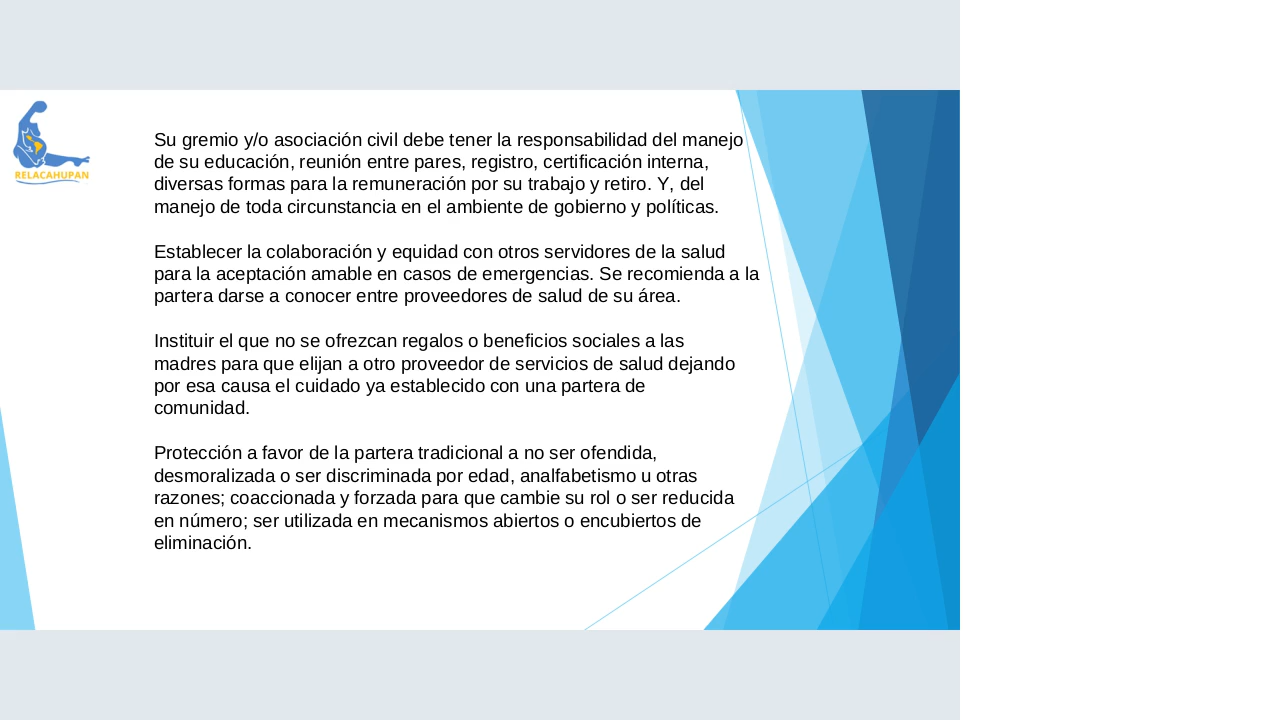 RELACAHUPAN
Su gremio y/o asociación civil debe tener la responsabilidad del manejo
de su educación, reunión entre pares, registro, certificación interna,
diversas formas para la remuneración por su trabajo y retiro. Y, del
manejo de toda circunstancia en el ambiente de gobierno y políticas.
Establecer la colaboración y equidad con otros servidores de la salud
para la aceptación amable en casos de emergencias. Se recomienda a la
partera darse a conocer entre proveedores de salud de su área.
Instituir el que no se ofrezcan regalos o beneficios sociales a las
madres para que elijan a otro proveedor de servicios de salud dejando
por esa causa el cuidado ya establecido con una partera de
comunidad.
Protección a favor de la partera tradicional a no ser ofendida,
desmoralizada o ser discriminada por edad, analfabetismo u otras
razones; coaccionada y forzada para que cambie su rol o ser reducida
en número; ser utilizada en mecanismos abiertos o encubiertos de
eliminación.